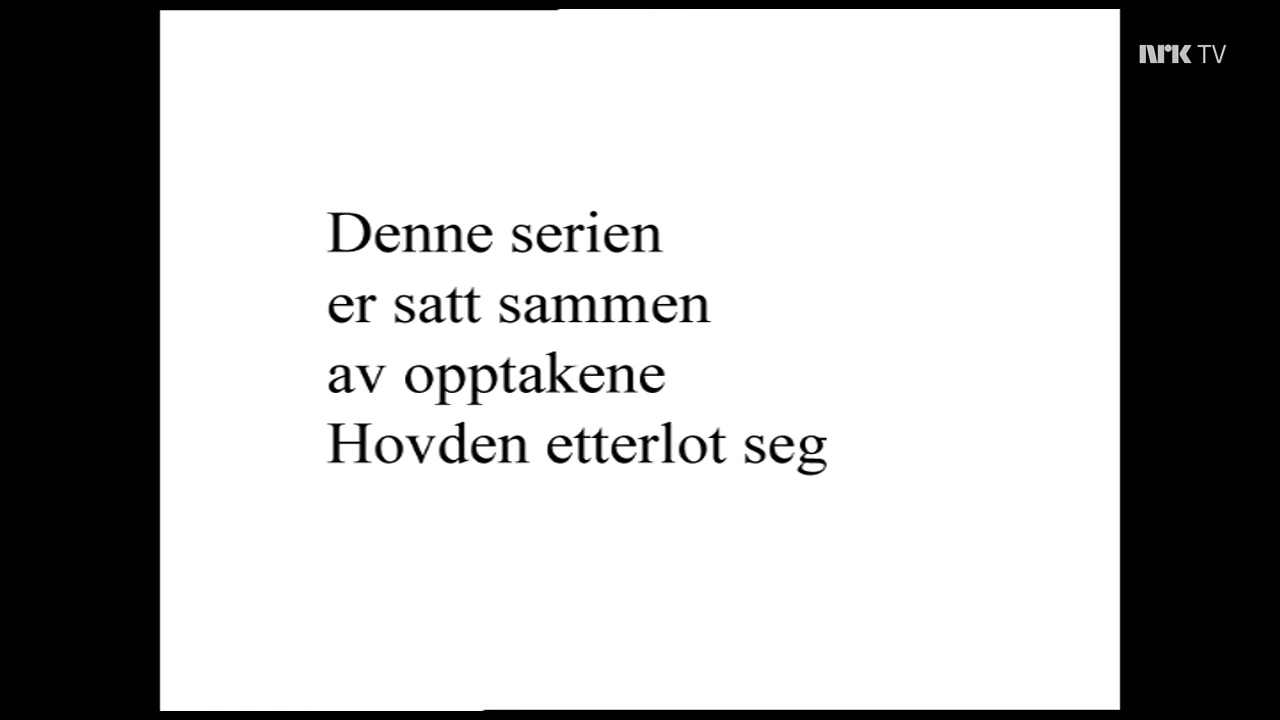 nrk TV
Denne serien
er satt sammen
av opptakene
Hovden etterlot seg